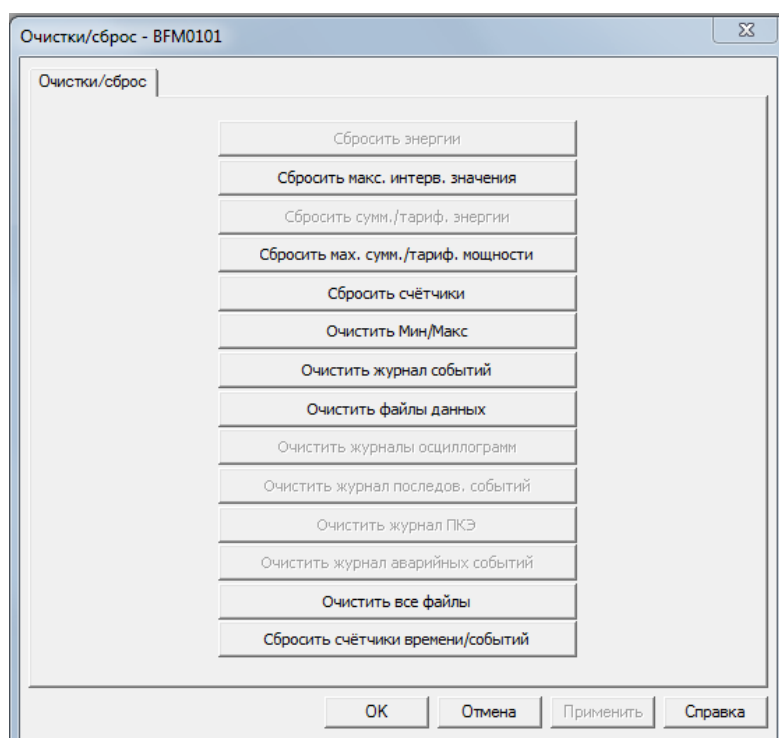 Очистки/сброс - BFM0101
Очистки/сброс
Сбросить энергии
Сбросить макс. интерв. значения
Сбросить сумм./тариф. энергии
Сбросить мах. сумм./тариф. мощности
Сбросить счётчики
Очистить Мин/Макс
Очистить журнал событий
Очистить файлы данных
Очистить журналы осциллограмм
Очистить журнал последов. событий
Очистить журнал ПКЭ
Очистить журнал аварийных событий
Очистить все файлы
Сбросить счётчики времени/событий
OK Отмена Применить Справка